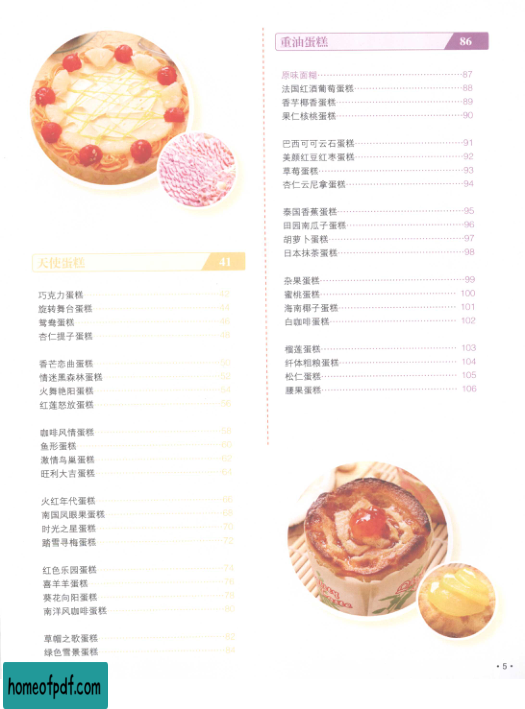 天使蛋糕 41
巧克力蛋糕
旋转舞台蛋糕 44
鸳鸯蛋糕
杏仁提子蛋糕
香芒恋曲蛋糕 50
情迷黑森林蛋糕 52
火舞艳阳蛋糕 54
红莲怒放蛋糕 56
咖啡风情蛋糕 58
鱼形蛋糕 60
激情鸟巢蛋糕 62
旺利大吉蛋糕 64
火红年代蛋糕 66
南国凤眼果蛋糕 68
时光之星蛋糕 70
踏雪寻梅蛋糕 72
红色乐园蛋糕 74
喜羊羊蛋糕 76
葵花向阳蛋糕
南洋风咖啡蛋糕 80
草帽之歌蛋糕 82
绿色雪景蛋糕 84
重油蛋糕 86
原味面糊 87
法国红酒葡萄蛋糕 88
香芋椰香蛋糕 89
果仁核桃蛋糕 90
巴西可可云石蛋糕 91
美颜红豆红枣蛋糕 92
草莓蛋糕 93
杏仁云尼拿蛋糕 94
泰国香蕉蛋糕 95
田园南瓜子蛋糕 96
胡萝卜蛋糕 97
日本抹茶蛋糕 98
杂果蛋糕 99
蜜桃蛋糕 100
海南椰子蛋糕 101
白咖啡蛋糕 102
榴莲蛋糕 103
纤体粗粮蛋糕 104
松仁蛋糕 105
腰果蛋糕 106
• 5 •
homeofpdf.com